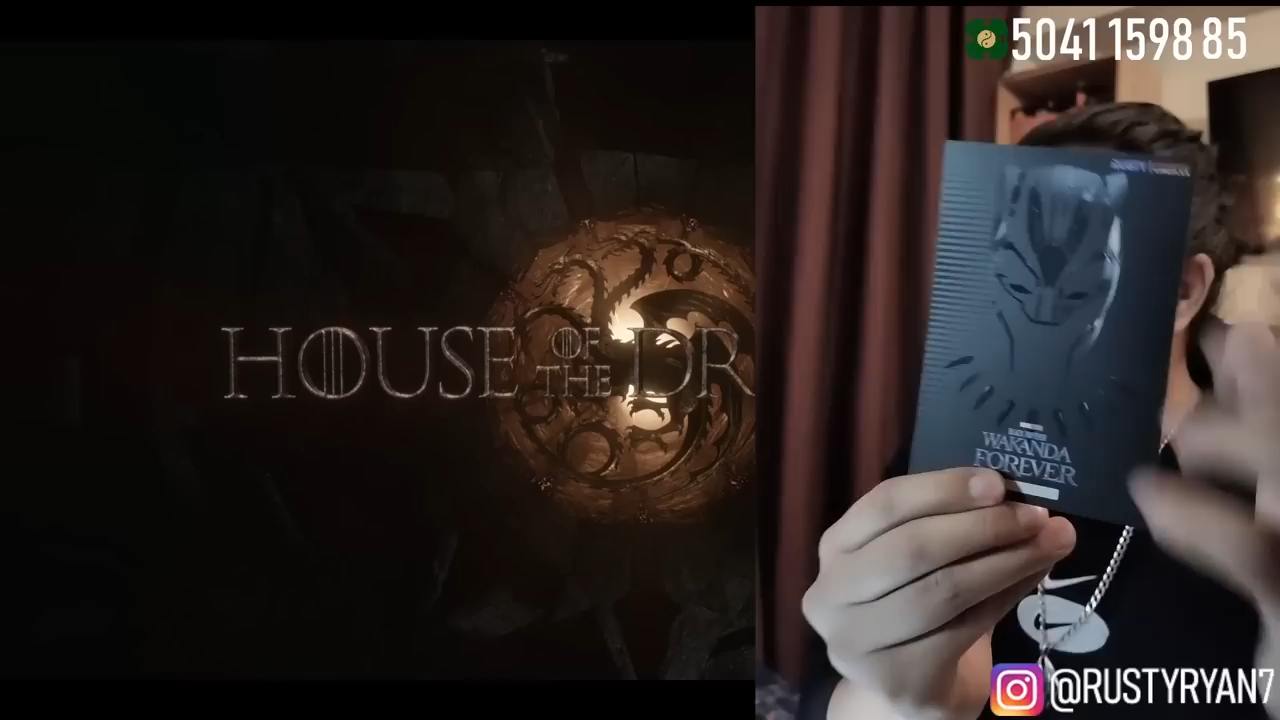 5041 1598 85
HOUSE OF THE DR
WAKANDA
FOREVER
@RUSTYRYAN7